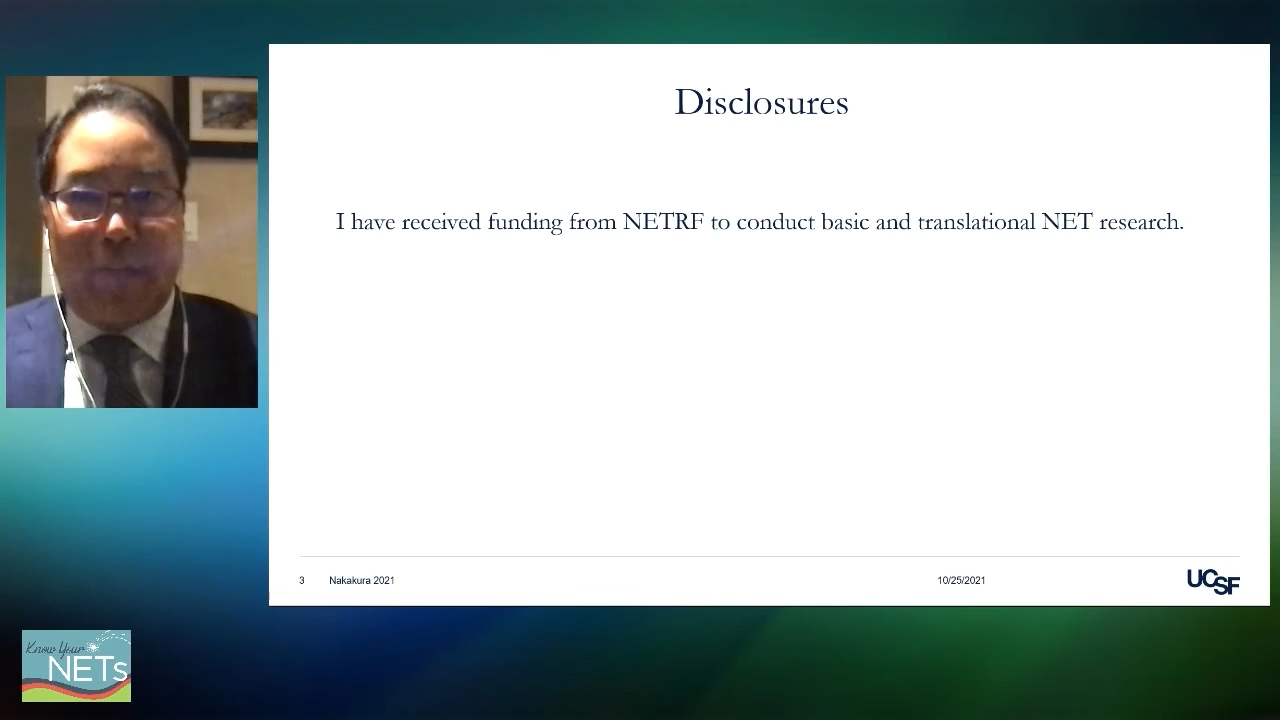 Disclosures
I have received funding from NETRF to conduct basic and translational NET research.
3 Nakakura 2021 10/25/2021 UCSF
Know Your
NETs